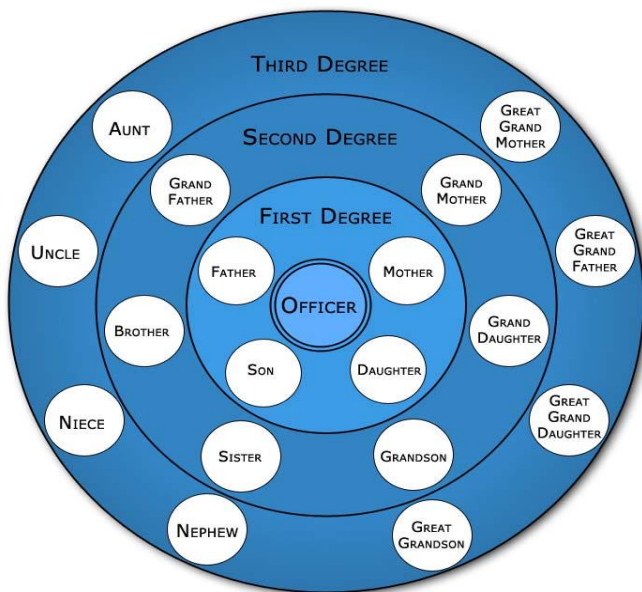 THIRD DEGREE
AUNT
GREAT
GRAND
MOTHER
SECOND DEGREE
GRAND
FATHER
GRAND
MOTHER
FIRST DEGREE
UNCLE
GREAT
GRAND
FATHER
FATHER
MOTHER
OFFICER
BROTHER
GRAND
DAUGHTER
SON
DAUGHTER
NIECE
GREAT
GRAND
DAUGHTER
SISTER
GRANDSON
NEPHEW
GREAT
GRANDSON